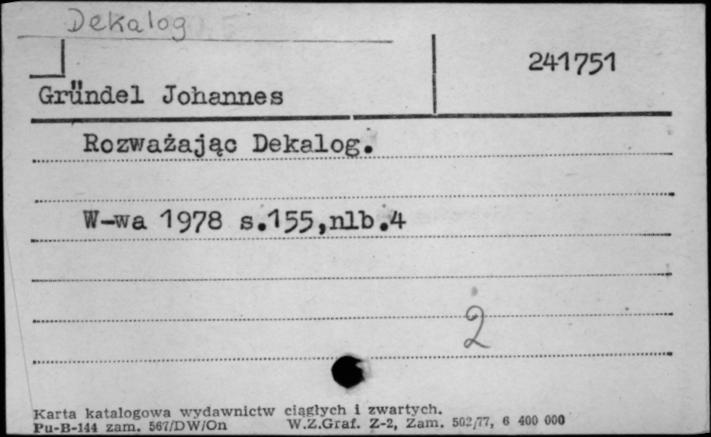 Dekalog
241751
Gründel Johannes
Rozważając Dekalog.
W-wa 1978 s.155,nlb.4
2
Karta katalogowa wydawnictw ciągłych i zwartych.
Pu-B-144 zam. 567/DW/On W.Z.Graf. Z-2, Zam. 502/77, 6 400 000